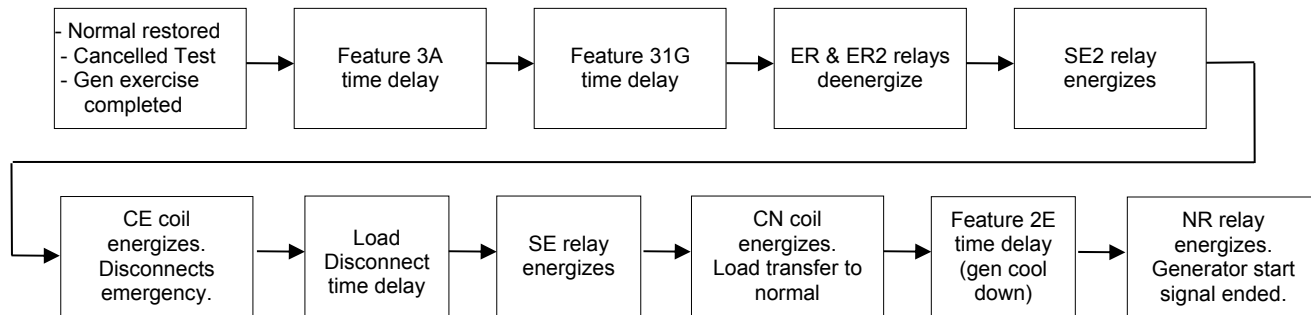 - Normal restored
- Cancelled Test
- Gen exercise
completed
Feature 3A
time delay
Feature 31G
time delay
ER & ER2 relays
deenergize
SE2 relay
energizes
CE coil
energizes.
Disconnects
emergency.
Load
Disconnect
time delay
SE relay
energizes
CN coil
energizes.
Load transfer to
normal
Feature 2E
time delay
(gen cool
down)
NR relay
energizes.
Generator start
signal ended.